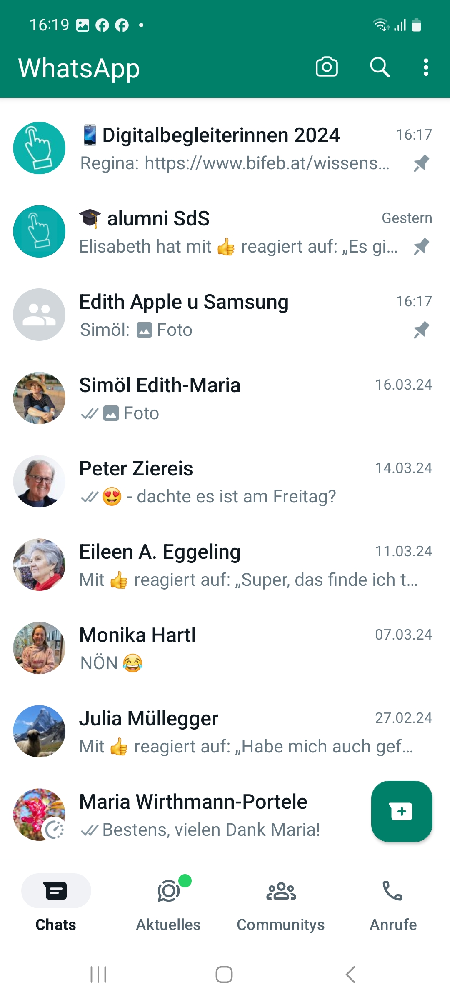 16:19
WhatsApp
📱Digitalbegleiterinnen 2024 16:17
Regina: https://www.bifeb.at/wissens...
🎓 alumni SdS Gestern
Elisabeth hat mit 👍 reagiert auf: „Es gi...
Edith Apple u Samsung 16:17
Simöl: Foto
Simöl Edith-Maria 16.03.24
Foto
Peter Ziereis 14.03.24
😍 - dachte es ist am Freitag?
Eileen A. Eggeling 11.03.24
Mit 👍 reagiert auf: „Super, das finde ich t...
Monika Hartl 07.03.24
NÖN 😂
Julia Müllegger 27.02.24
Mit 👍 reagiert auf: „Habe mich auch gef...
Maria Wirthmann-Portele
Bestens, vielen Dank Maria!
Chats Aktuelles Communitys Anrufe